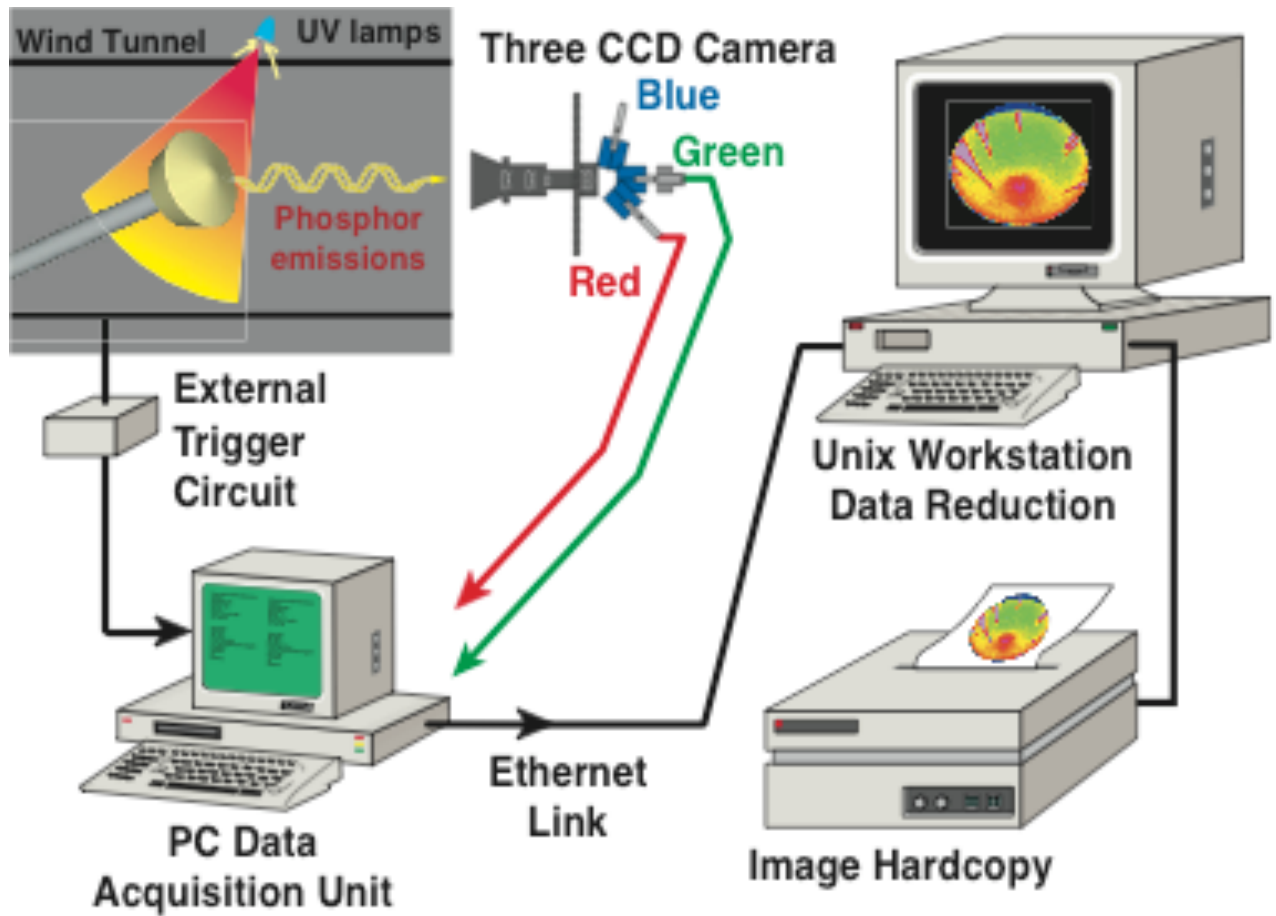 Wind Tunnel
UV lamps
Three CCD Camera
Blue
Green
Phosphor
emissions
Red
External
Trigger
Circuit
Unix Workstation
Data Reduction
Ethernet
Link
PC Data
Acquisition Unit
Image Hardcopy